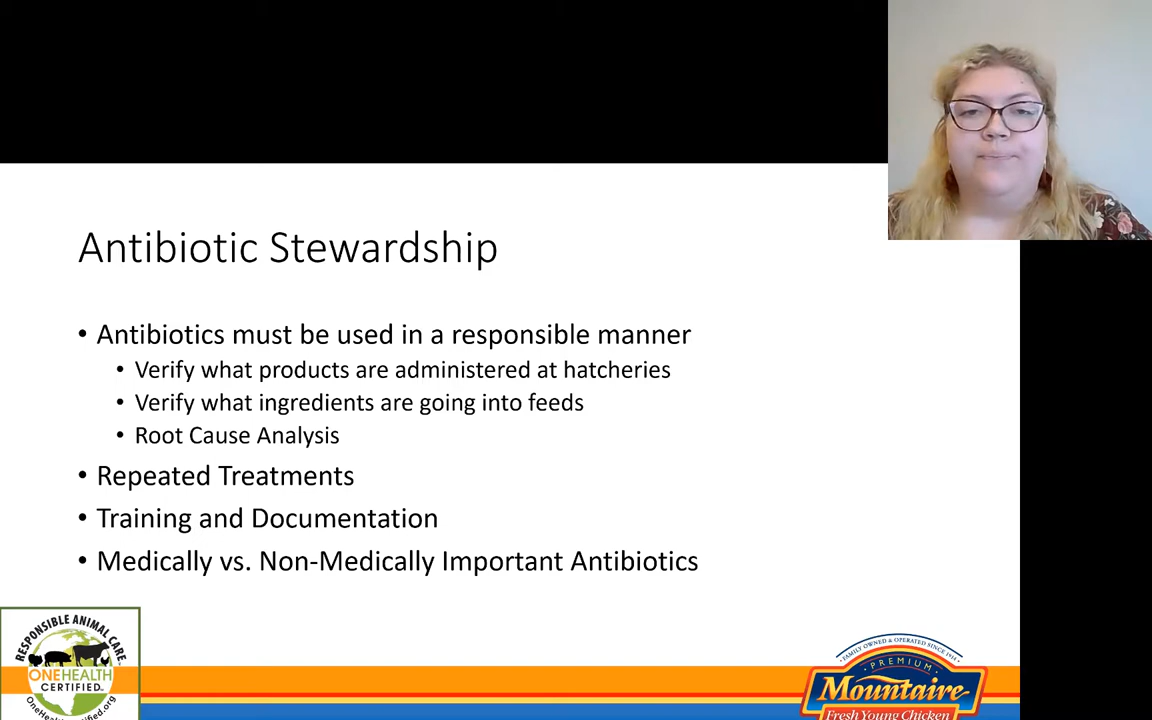 Antibiotic Stewardship
• Antibiotics must be used in a responsible manner
• Verify what products are administered at hatcheries
• Verify what ingredients are going into feeds
• Root Cause Analysis
• Repeated Treatments
• Training and Documentation
• Medically vs. Non-Medically Important Antibiotics
RESPONSIBLE ANIMAL CARE
ONEHEALTH
CERTIFIED
OneHealthCertified.org
FAMILY OWNED & OPERATED SINCE 1914
PREMIUM
Mountaire
Fresh Young Chicken